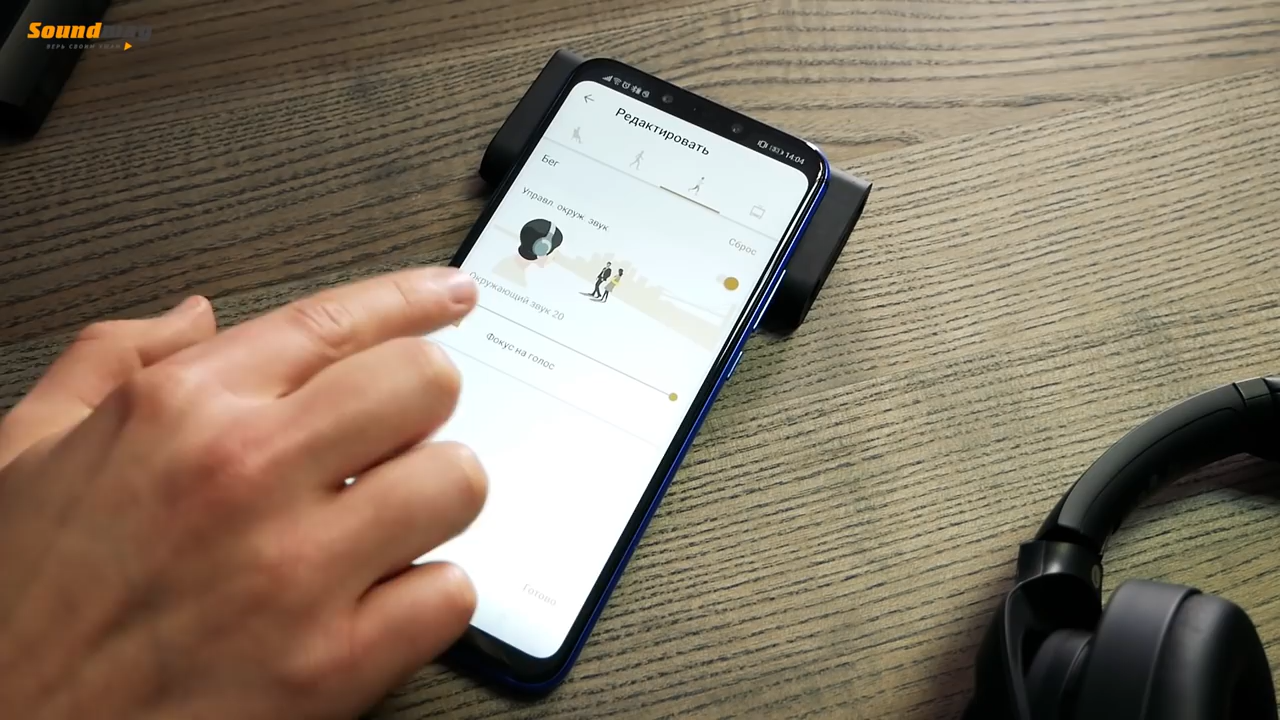 Soundmag
ВЕРЬ СВОИМ УШАМ
14:04
Редактировать
Бег
Управл. окруж. звук
Сброс
Окружающий звук 20
Фокус на голос
Готово